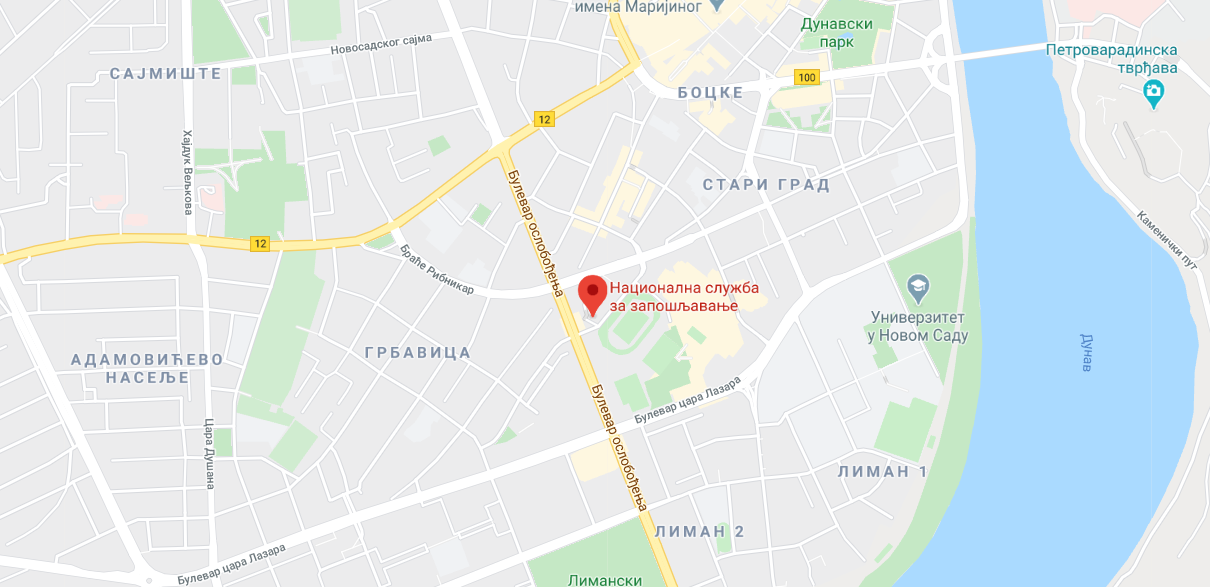 имена Маријиног
Дунавски
парк
Новосадског сајма
Петроварадинска
тврђава
САЈМИШТЕ
100
БОЦКЕ
12
Хајдук Вељкова
Булевар ослобођења
СТАРИ ГРАД
12
Каменички пут
Браће Рибникар
Национална служба
за запошљавање
Универзитет
у Новом Саду
Дунав
АДАМОВИЋЕВО
НАСЕЉЕ
ГРБАВИЦА
Булевар цара Лазара
Булевар ослобођења
Цара Душана
ЛИМАН 1
ЛИМАН 2
Булевар цара Лазара
Лимански